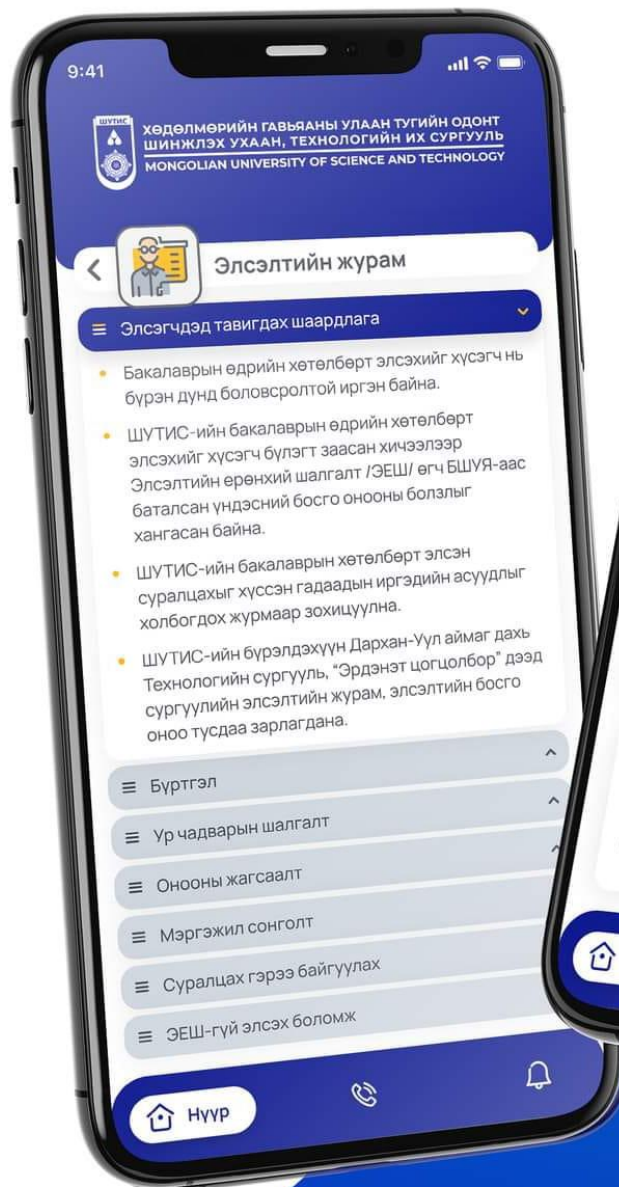 9:41
ШУТИС
ХӨДӨЛМӨРИЙН ГАВЬЯАНЫ УЛААН ТУГИЙН ОДОНТ
ШИНЖЛЭХ УХААН, ТЕХНОЛОГИЙН ИХ СУРГУУЛЬ
MONGOLIAN UNIVERSITY OF SCIENCE AND TECHNOLOGY
Элсэлтийн журам
Элсэгчдэд тавигдах шаардлага
Бакалаврын өдрийн хөтөлбөрт элсэхийг хүсэгч нь
бүрэн дунд боловсролтой иргэн байна.
ШУТИС-ийн бакалаврын өдрийн хөтөлбөрт
элсэхийг хүсэгч бүлэгт заасан хичээлээр
Элсэлтийн ерөнхий шалгалт /ЭЕШ/ өгч БШУЯ-аас
баталсан үндэсний босго онооны болзлыг
хангасан байна.
ШУТИС-ийн бакалаврын хөтөлбөрт элсэн
суралцахыг хүссэн гадаадын иргэдийн асуудлыг
холбогдох журмаар зохицуулна.
ШУТИС-ийн бүрэлдэхүүн Дархан-Уул аймаг дахь
Технологийн сургууль, “Эрдэнэт цогцолбор” дээд
сургуулийн элсэлтийн журам, элсэлтийн босго
оноо тусдаа зарлагдана.
Бүртгэл
Ур чадварын шалгалт
Онооны жагсаалт
Мэргэжил сонголт
Суралцах гэрээ байгуулах
ЭЕШ-гүй элсэх боломж
Нүүр